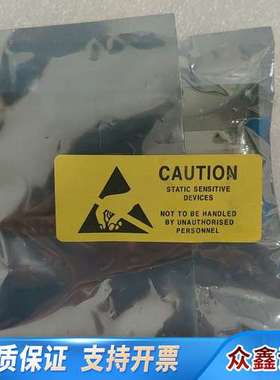 CAUTION
STATIC SENSITIVE
DEVICES
NOT TO BE HANDLED
BY UNAUTHORISED
PERSONNEL
质保证 支持开票
众鑫